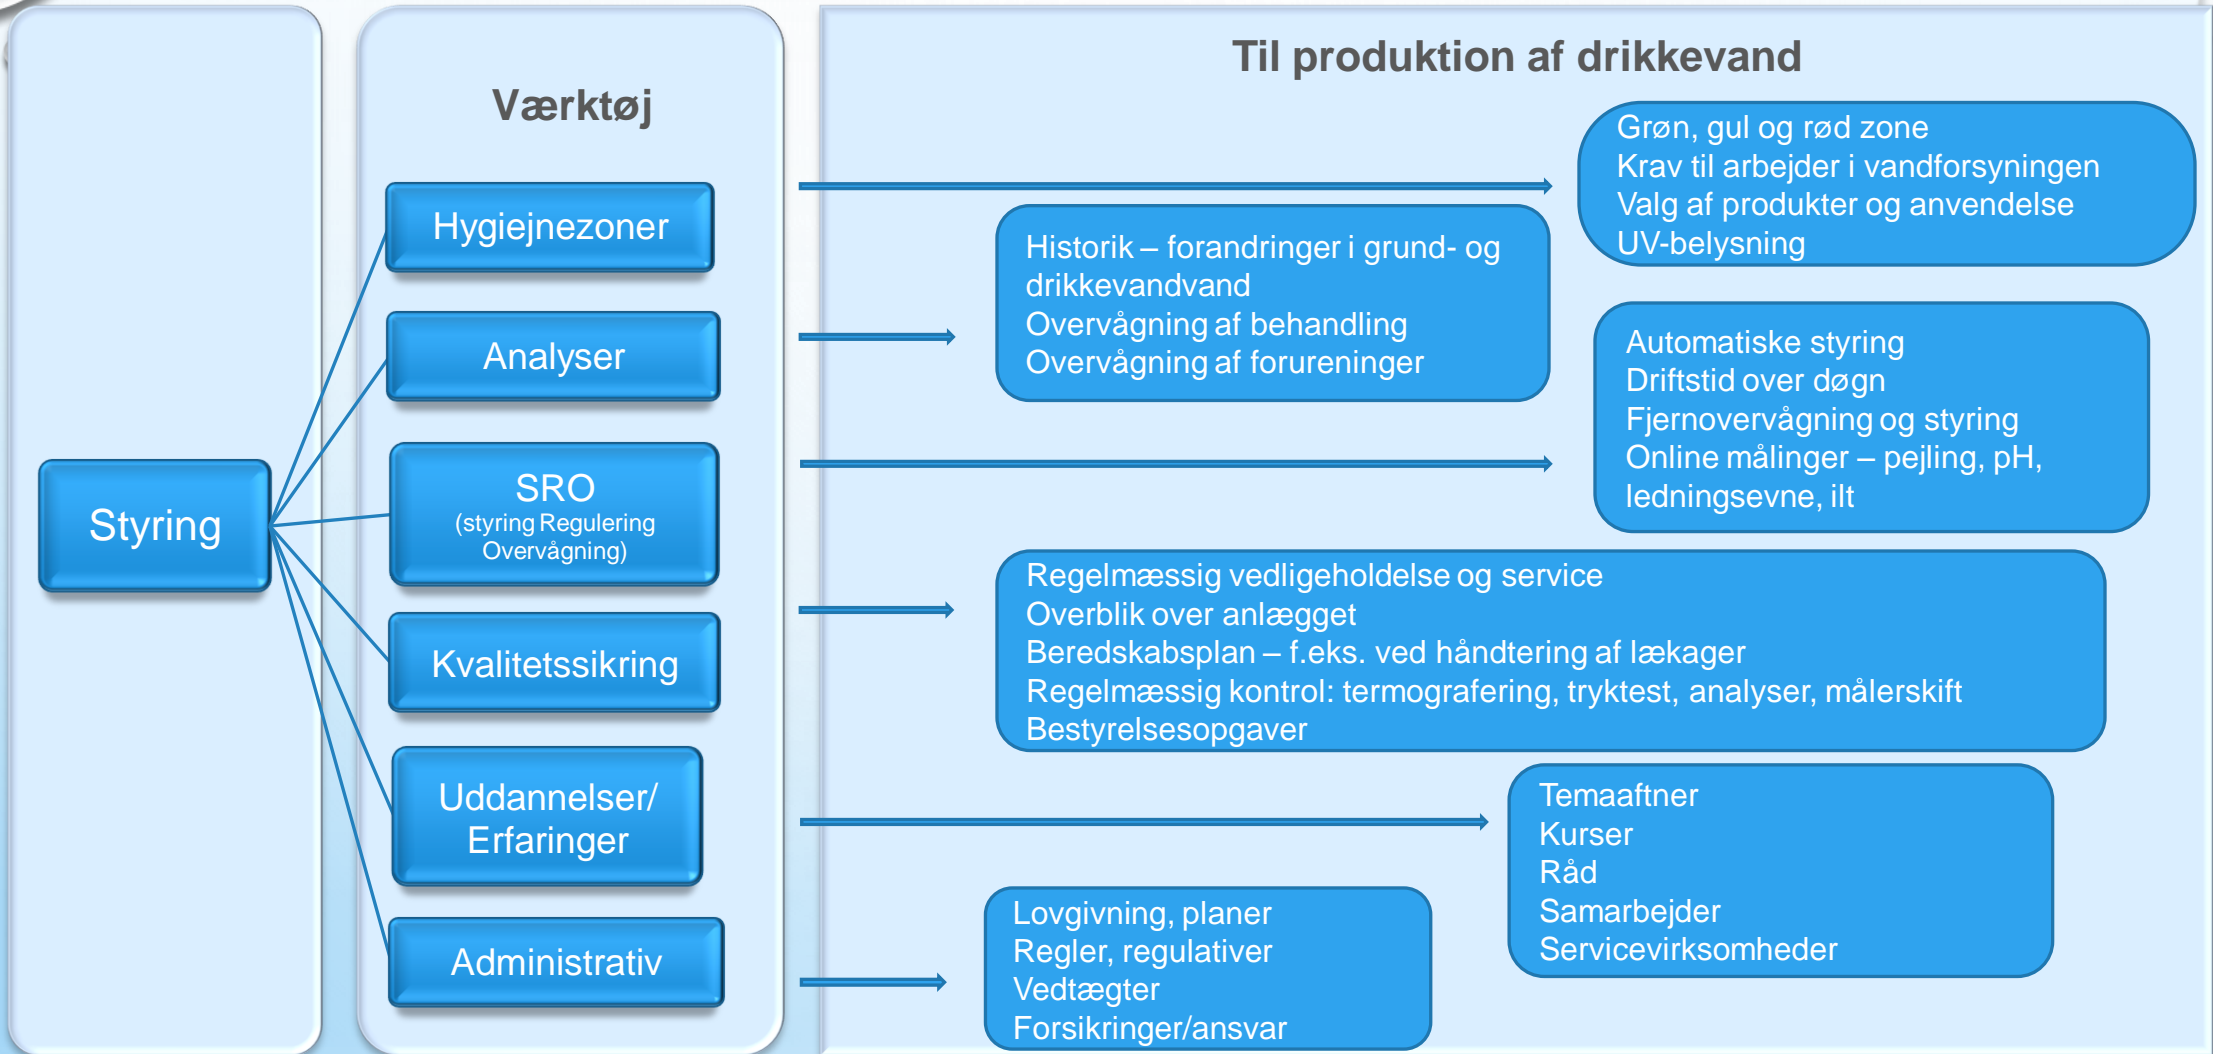 Værktøj
Til produktion af drikkevand
Styring
Hygiejnezoner
Grøn, gul og rød zone
Krav til arbejder i vandforsyningen
Valg af produkter og anvendelse
UV-belysning
Analyser
Historik – forandringer i grund- og
drikkevandvand
Overvågning af behandling
Overvågning af forureninger
SRO
(styring Regulering
Overvågning)
Automatiske styring
Driftstid over døgn
Fjernovervågning og styring
Online målinger – pejling, pH,
ledningsevne, ilt
Kvalitetssikring
Regelmæssig vedligeholdelse og service
Overblik over anlægget
Beredskabsplan – f.eks. ved håndtering af lækager
Regelmæssig kontrol: termografering, tryktest, analyser, målerskift
Bestyrelsesopgaver
Uddannelser/
Erfaringer
Temaaftner
Kurser
Råd
Samarbejder
Servicevirksomheder
Administrativ
Lovgivning, planer
Regler, regulativer
Vedtægter
Forsikringer/ansvar